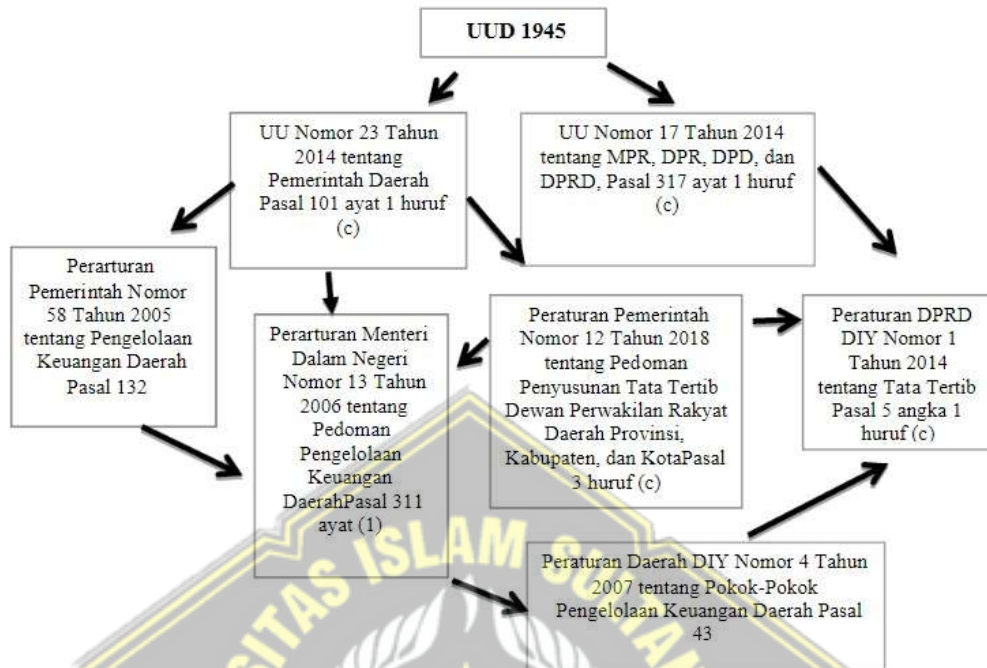 UUD 1945
UU Nomor 23 Tahun
2014 tentang
Pemerintah Daerah
Pasal 101 ayat 1 huruf
(c)
UU Nomor 17 Tahun 2014
tentang MPR, DPR, DPD, dan
DPRD, Pasal 317 ayat 1 huruf
(c)
Perarturan
Pemerintah Nomor
58 Tahun 2005
tentang Pengelolaan
Keuangan Daerah
Pasal 132
Perarturan Menteri
Dalam Negeri
Nomor 13 Tahun
2006 tentang
Pedoman
Pengelolaan
Keuangan
DaerahPasal 311
ayat (1)
Peraturan Pemerintah
Nomor 12 Tahun 2018
tentang Pedoman
Penyusunan Tata Tertib
Dewan Perwakilan Rakyat
Daerah Provinsi,
Kabupaten, dan KotaPasal
3 huruf (c)
Peraturan DPRD
DIY Nomor 1
Tahun 2014
tentang Tata Tertib
Pasal 5 angka 1
huruf (c)
Peraturan Daerah DIY Nomor 4 Tahun
2007 tentang Pokok-Pokok
Pengelolaan Keuangan Daerah Pasal
43
ISLAM